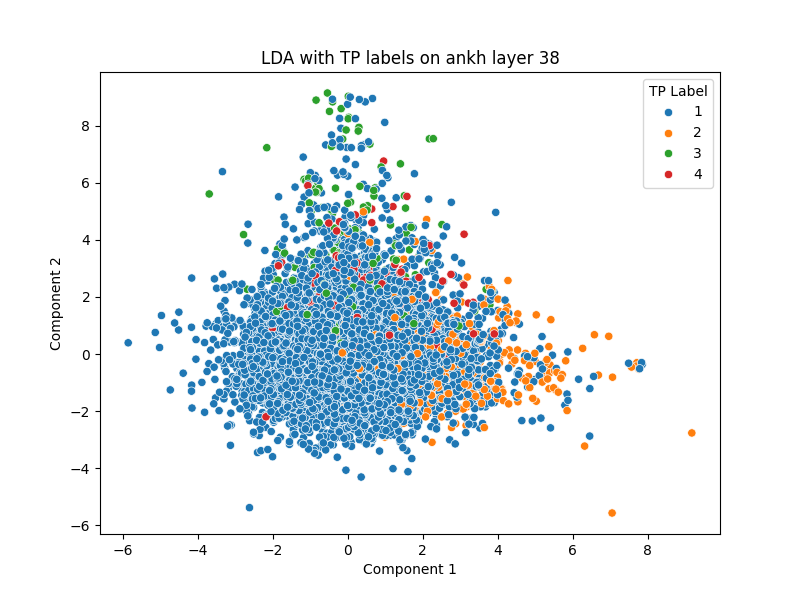 LDA with TP labels on ankh layer 38
TP Label
1
2
3
4
Component 2
8
6
4
2
0
−2
−4
−6
−6 −4 −2 0 2 4 6 8
Component 1